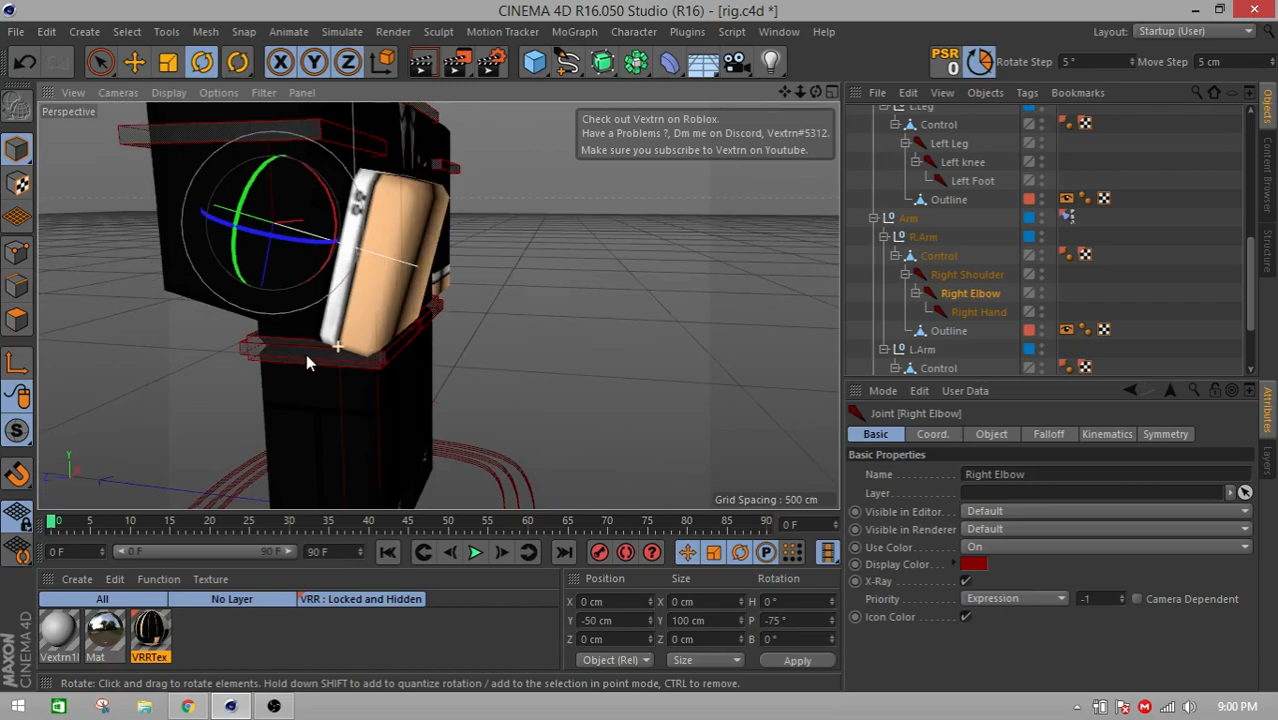 CINEMA 4D R16.050 Studio (R16) - [rig.c4d *]
File Edit Create Select Tools Mesh Snap Animate Simulate Render Sculpt Motion Tracker MoGraph Character Plugins Script Window Help Layout: Startup (User)
X Y Z PSR 0 Rotate Step 5 ° Move Step 5 cm
View Cameras Display Options Filter Panel
File Edit View Objects Tags Bookmarks
Perspective
Check out Vextrn on Roblox.
Have a Problems ?, Dm me on Discord, Vextrn#5312.
Make sure you subscribe to Vextrn on Youtube.
L.Leg
Control
Left Leg
Left knee
Left Foot
Outline
Arm
R.Arm
Control
Right Shoulder
Right Elbow
Right Hand
Outline
L.Arm
Control
Objects
Content Browser
Structure
Mode Edit User Data
Joint [Right Elbow]
Basic Coord. Object Falloff Kinematics Symmetry
Basic Properties
Name Right Elbow
Layer
Visible in Editor Default
Visible in Renderer Default
Use Color On
Display Color
X-Ray
Priority Expression -1 Camera Dependent
Icon Color
Attributes
Layers
Y
X
Z
Grid Spacing : 500 cm
0 5 10 15 20 25 30 35 40 45 50 55 60 65 70 75 80 85 90 0 F
0 F 0 F 90 F 90 F
Create Edit Function Texture
All No Layer VRR : Locked and Hidden
Vextrn1 Mat VRRTex
Position Size Rotation
X 0 cm X 0 cm H 0 °
Y -50 cm Y 100 cm P -75 °
Z 0 cm Z 0 cm B 0 °
Object (Rel) Size Apply
MAXON CINEMA 4D
Rotate: Click and drag to rotate elements. Hold down SHIFT to add to quantize rotation / add to the selection in point mode, CTRL to remove.
9:00 PM